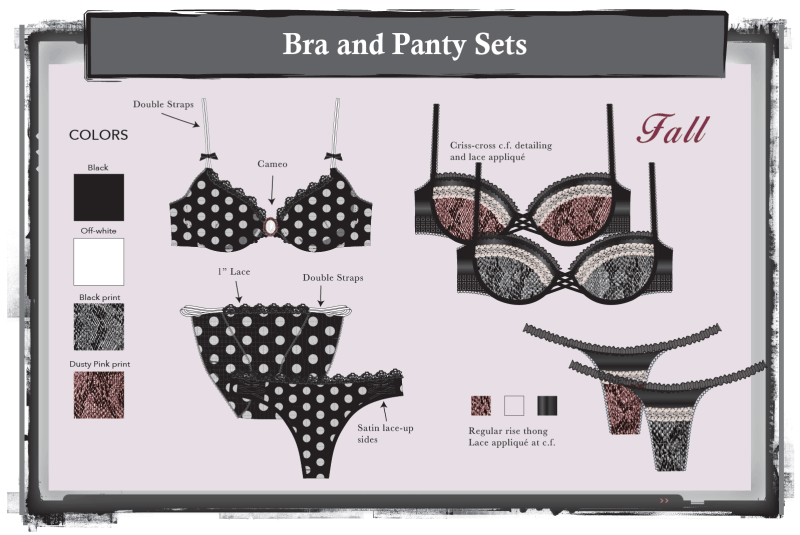 Bra and Panty Sets
Fall
COLORS
Black
Off-white
Black print
Dusty Pink print
Double Straps
Cameo
Criss-cross c.f. detailing
and lace appliqué
1" Lace
Double Straps
Satin lace-up
sides
Regular rise thong
Lace appliqué at c.f.
>>